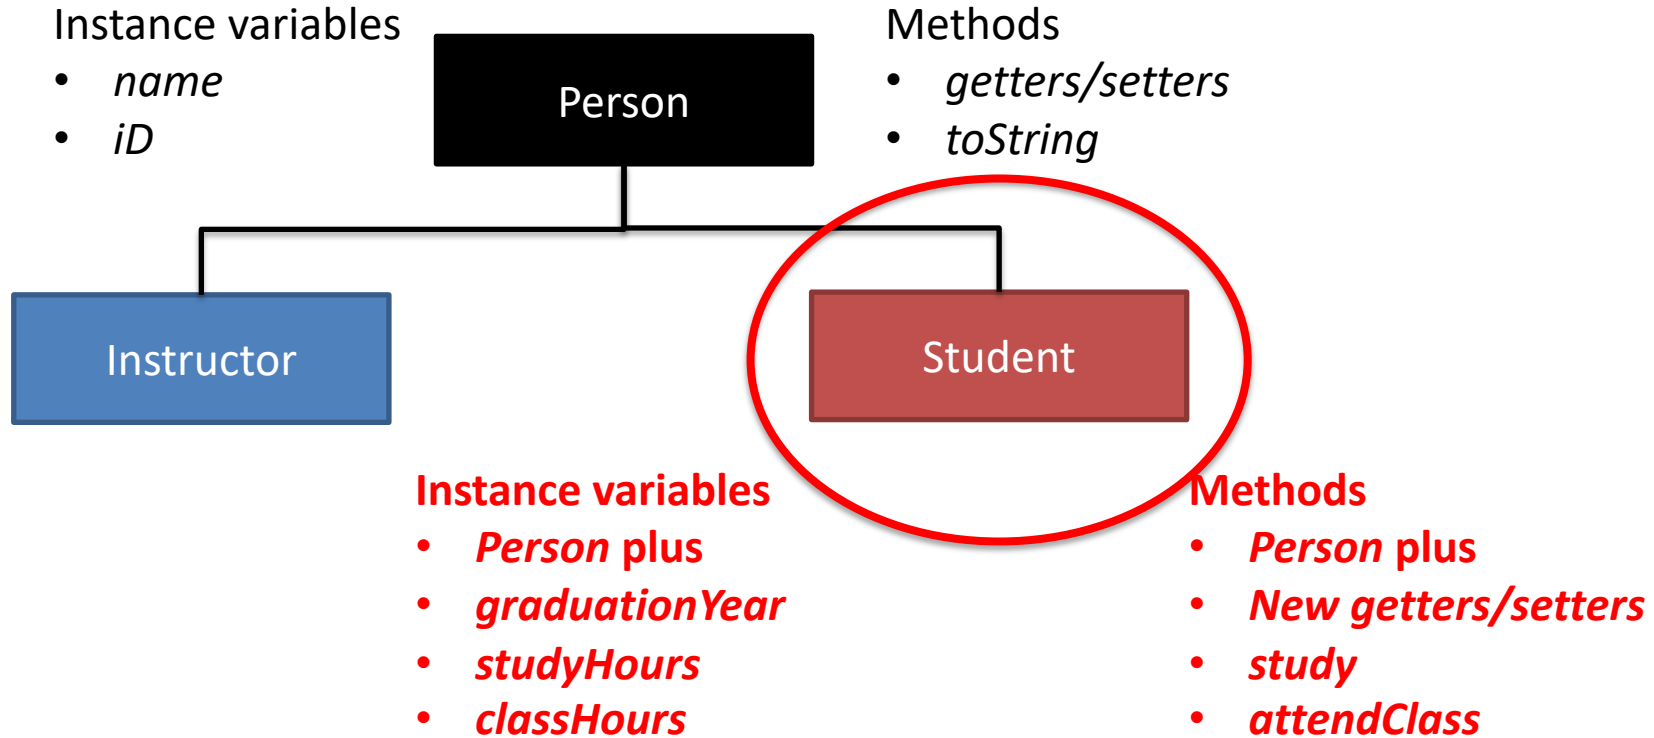 Instance variables
• name
• iD
Person
Methods
• getters/setters
• toString
Instructor
Student
Instance variables
• Person plus
• graduationYear
• studyHours
• classHours
Methods
• Person plus
• New getters/setters
• study
• attendClass